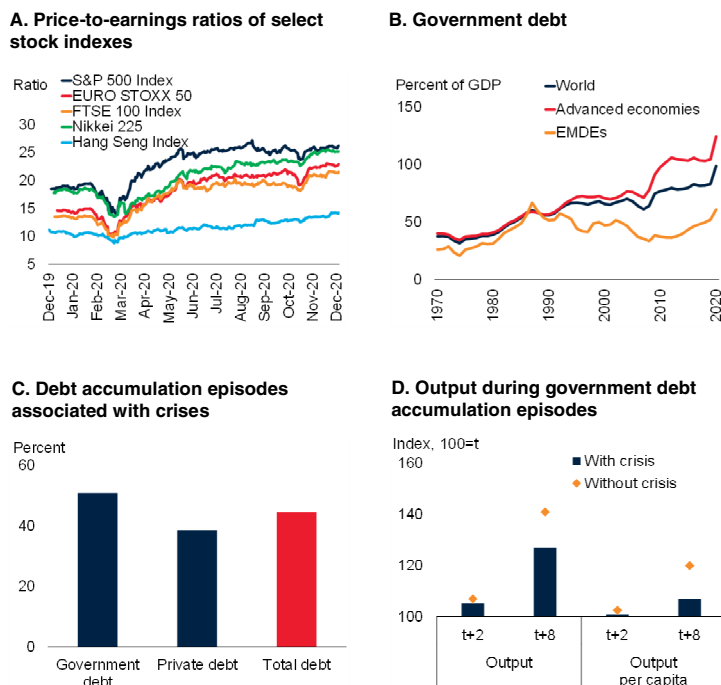 A. Price-to-earnings ratios of select
stock indexes
Ratio
S&P 500 Index
EURO STOXX 50
FTSE 100 Index
Nikkei 225
Hang Seng Index
30
25
20
15
10
5
Dec-19
Jan-20
Feb-20
Mar-20
Apr-20
May-20
Jun-20
Jul-20
Aug-20
Sep-20
Oct-20
Nov-20
Dec-20
B. Government debt
Percent of GDP
World
Advanced economies
EMDEs
150
100
50
0
1970
1980
1990
2000
2010
2020
C. Debt accumulation episodes
associated with crises
Percent
60
40
20
0
Government
debt
Private debt
Total debt
D. Output during government debt
accumulation episodes
Index, 100=t
With crisis
Without crisis
160
140
120
100
t+2
t+8
t+2
t+8
Output
Output
per capita